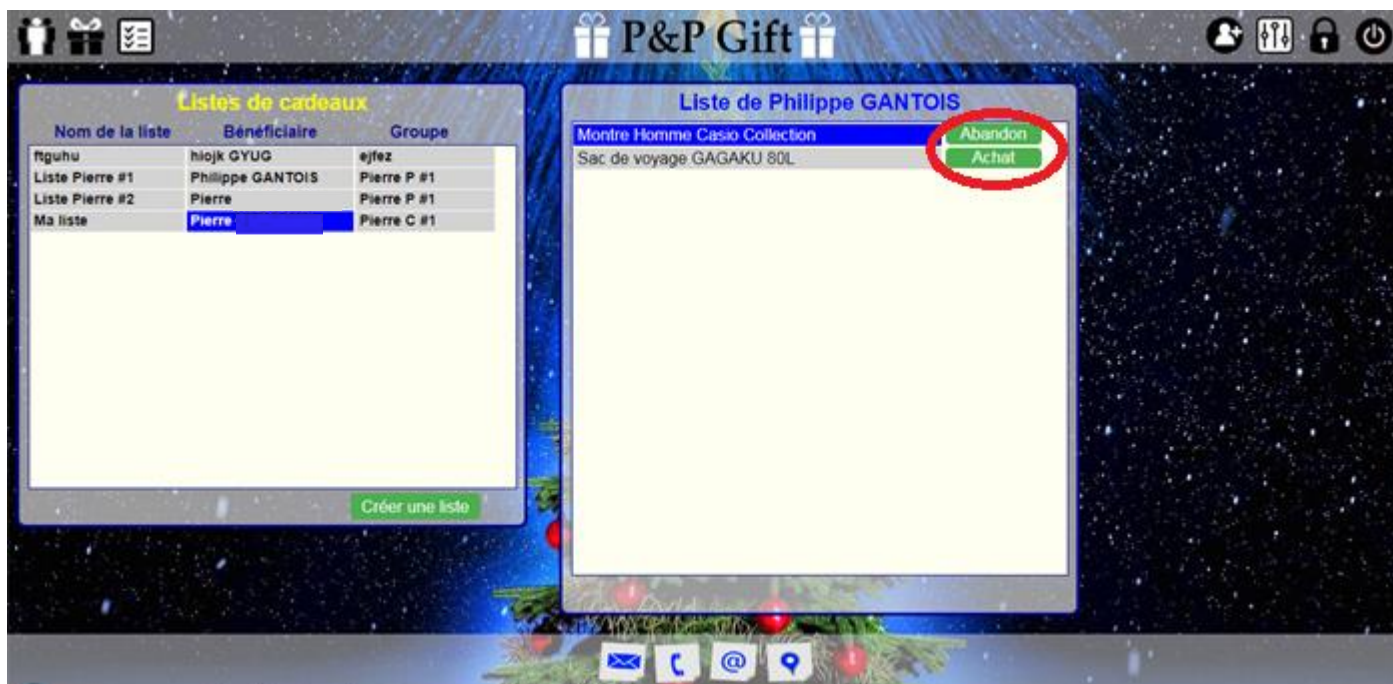 P&P Gift
Listes de cadeaux
Nom de la liste Bénéficiaire Groupe
ftguhu hiojk GYUG ejfez
Liste Pierre #1 Philippe GANTOIS Pierre P #1
Liste Pierre #2 Pierre Pierre P #1
Ma liste Pierre Pierre C #1
Créer une liste
Liste de Philippe GANTOIS
Montre Homme Casio Collection Abandon
Sac de voyage GAGAKU 80L Achat
@